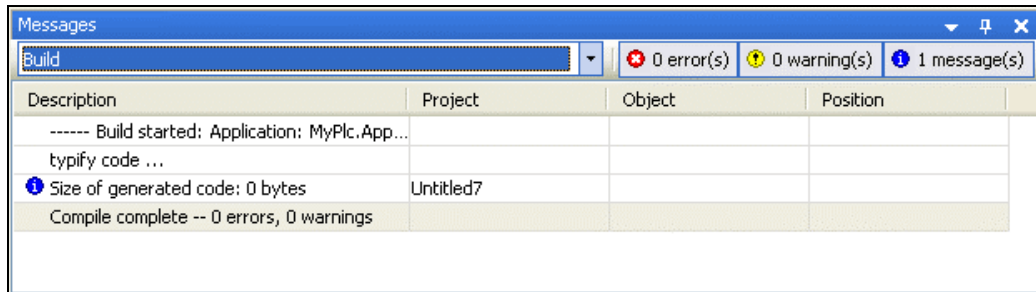 Messages
Build
0 error(s) 0 warning(s) 1 message(s)
Description Project Object Position
------ Build started: Application: MyPlc.App...
typify code ...
Size of generated code: 0 bytes Untitled7
Compile complete -- 0 errors, 0 warnings